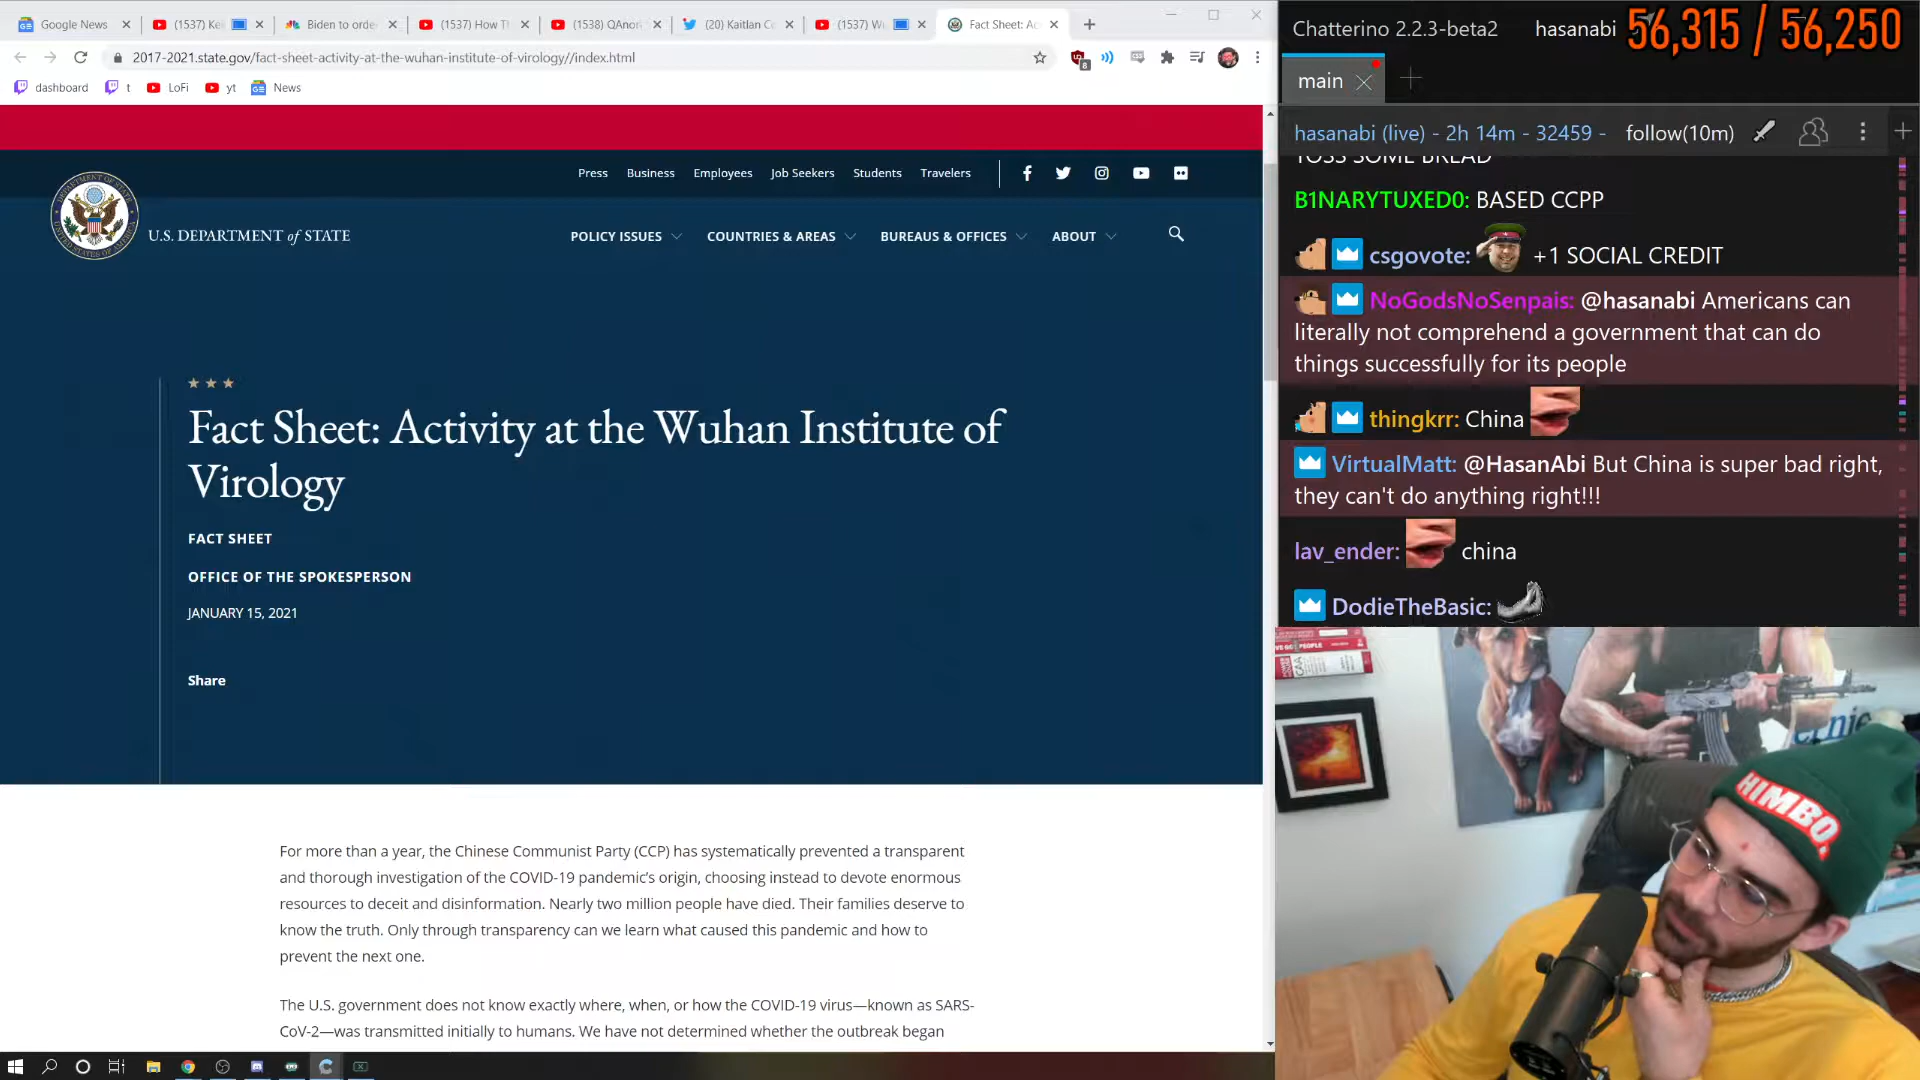 Google News
(1537) Kei
Biden to orde
(1537) How T
(1538) QAnon
(20) Kaitlan Co
(1537) Wu
Fact Sheet: Ac
2017-2021.state.gov/fact-sheet-activity-at-the-wuhan-institute-of-virology//index.html
8
dashboard
t
LoFi
yt
News
Press
Business
Employees
Job Seekers
Students
Travelers
U.S. DEPARTMENT of STATE
POLICY ISSUES
COUNTRIES & AREAS
BUREAUS & OFFICES
ABOUT
Fact Sheet: Activity at the Wuhan Institute of
Virology
FACT SHEET
OFFICE OF THE SPOKESPERSON
JANUARY 15, 2021
Share
For more than a year, the Chinese Communist Party (CCP) has systematically prevented a transparent
and thorough investigation of the COVID-19 pandemic's origin, choosing instead to devote enormous
resources to deceit and disinformation. Nearly two million people have died. Their families deserve to
know the truth. Only through transparency can we learn what caused this pandemic and how to
prevent the next one.
The U.S. government does not know exactly where, when, or how the COVID-19 virus—known as SARS-
CoV-2—was transmitted initially to humans. We have not determined whether the outbreak began
Chatterino 2.2.3-beta2
hasanabi
56,315 / 56,250
main
hasanabi (live) - 2h 14m - 32459 -
follow(10m)
TOSS SOME BREAD
B1NARYTUXED0: BASED CCPP
csgovote: +1 SOCIAL CREDIT
NoGodsNoSenpais: @hasanabi Americans can
literally not comprehend a government that can do
things successfully for its people
thingkrr: China
VirtualMatt: @HasanAbi But China is super bad right,
they can't do anything right!!!
lav_ender: china
DodieTheBasic:
HIMBO.